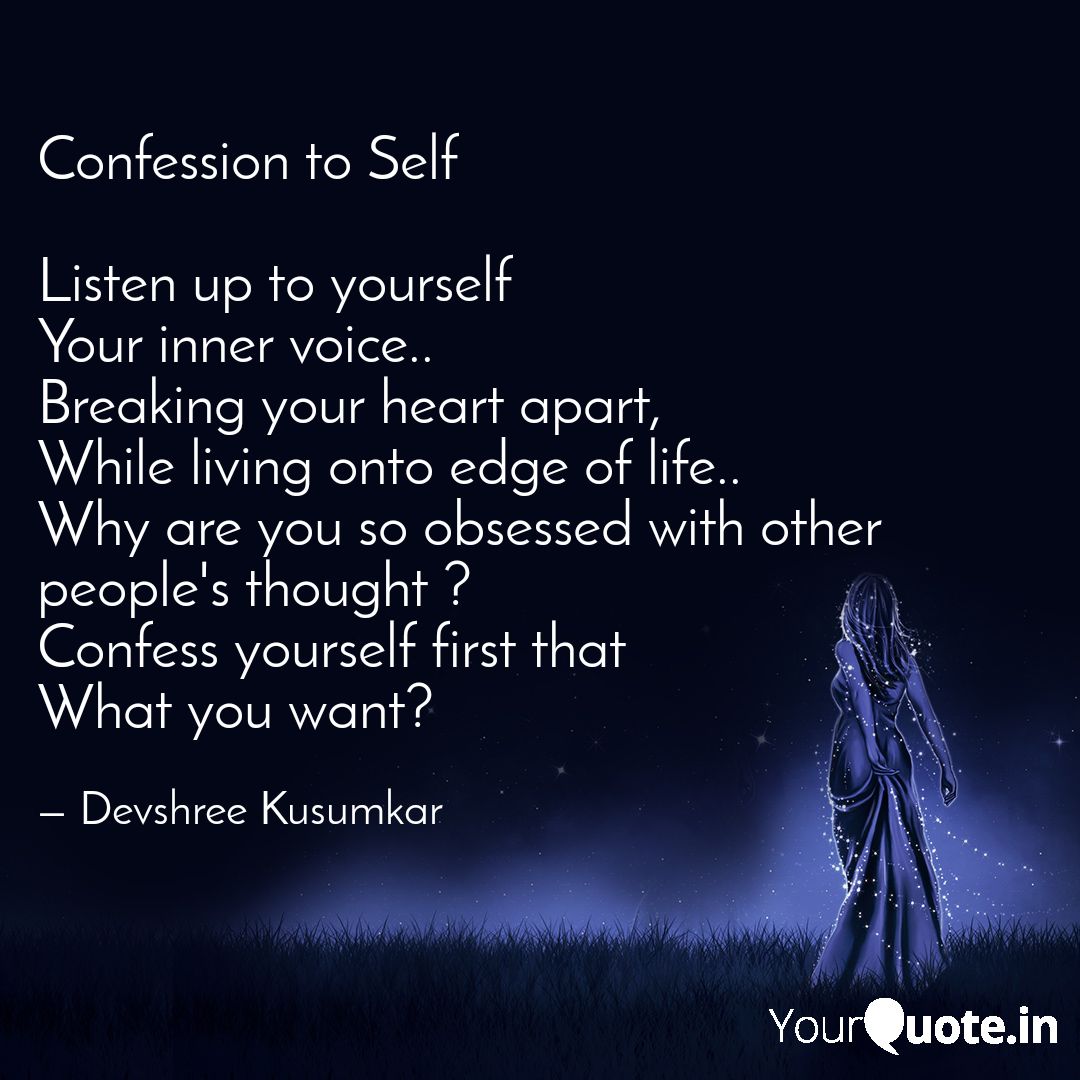 Confession to Self
Listen up to yourself
Your inner voice..
Breaking your heart apart,
While living onto edge of life..
Why are you so obsessed with other
people's thought ?
Confess yourself first that
What you want?
– Devshree Kusumkar
YourQuote.in